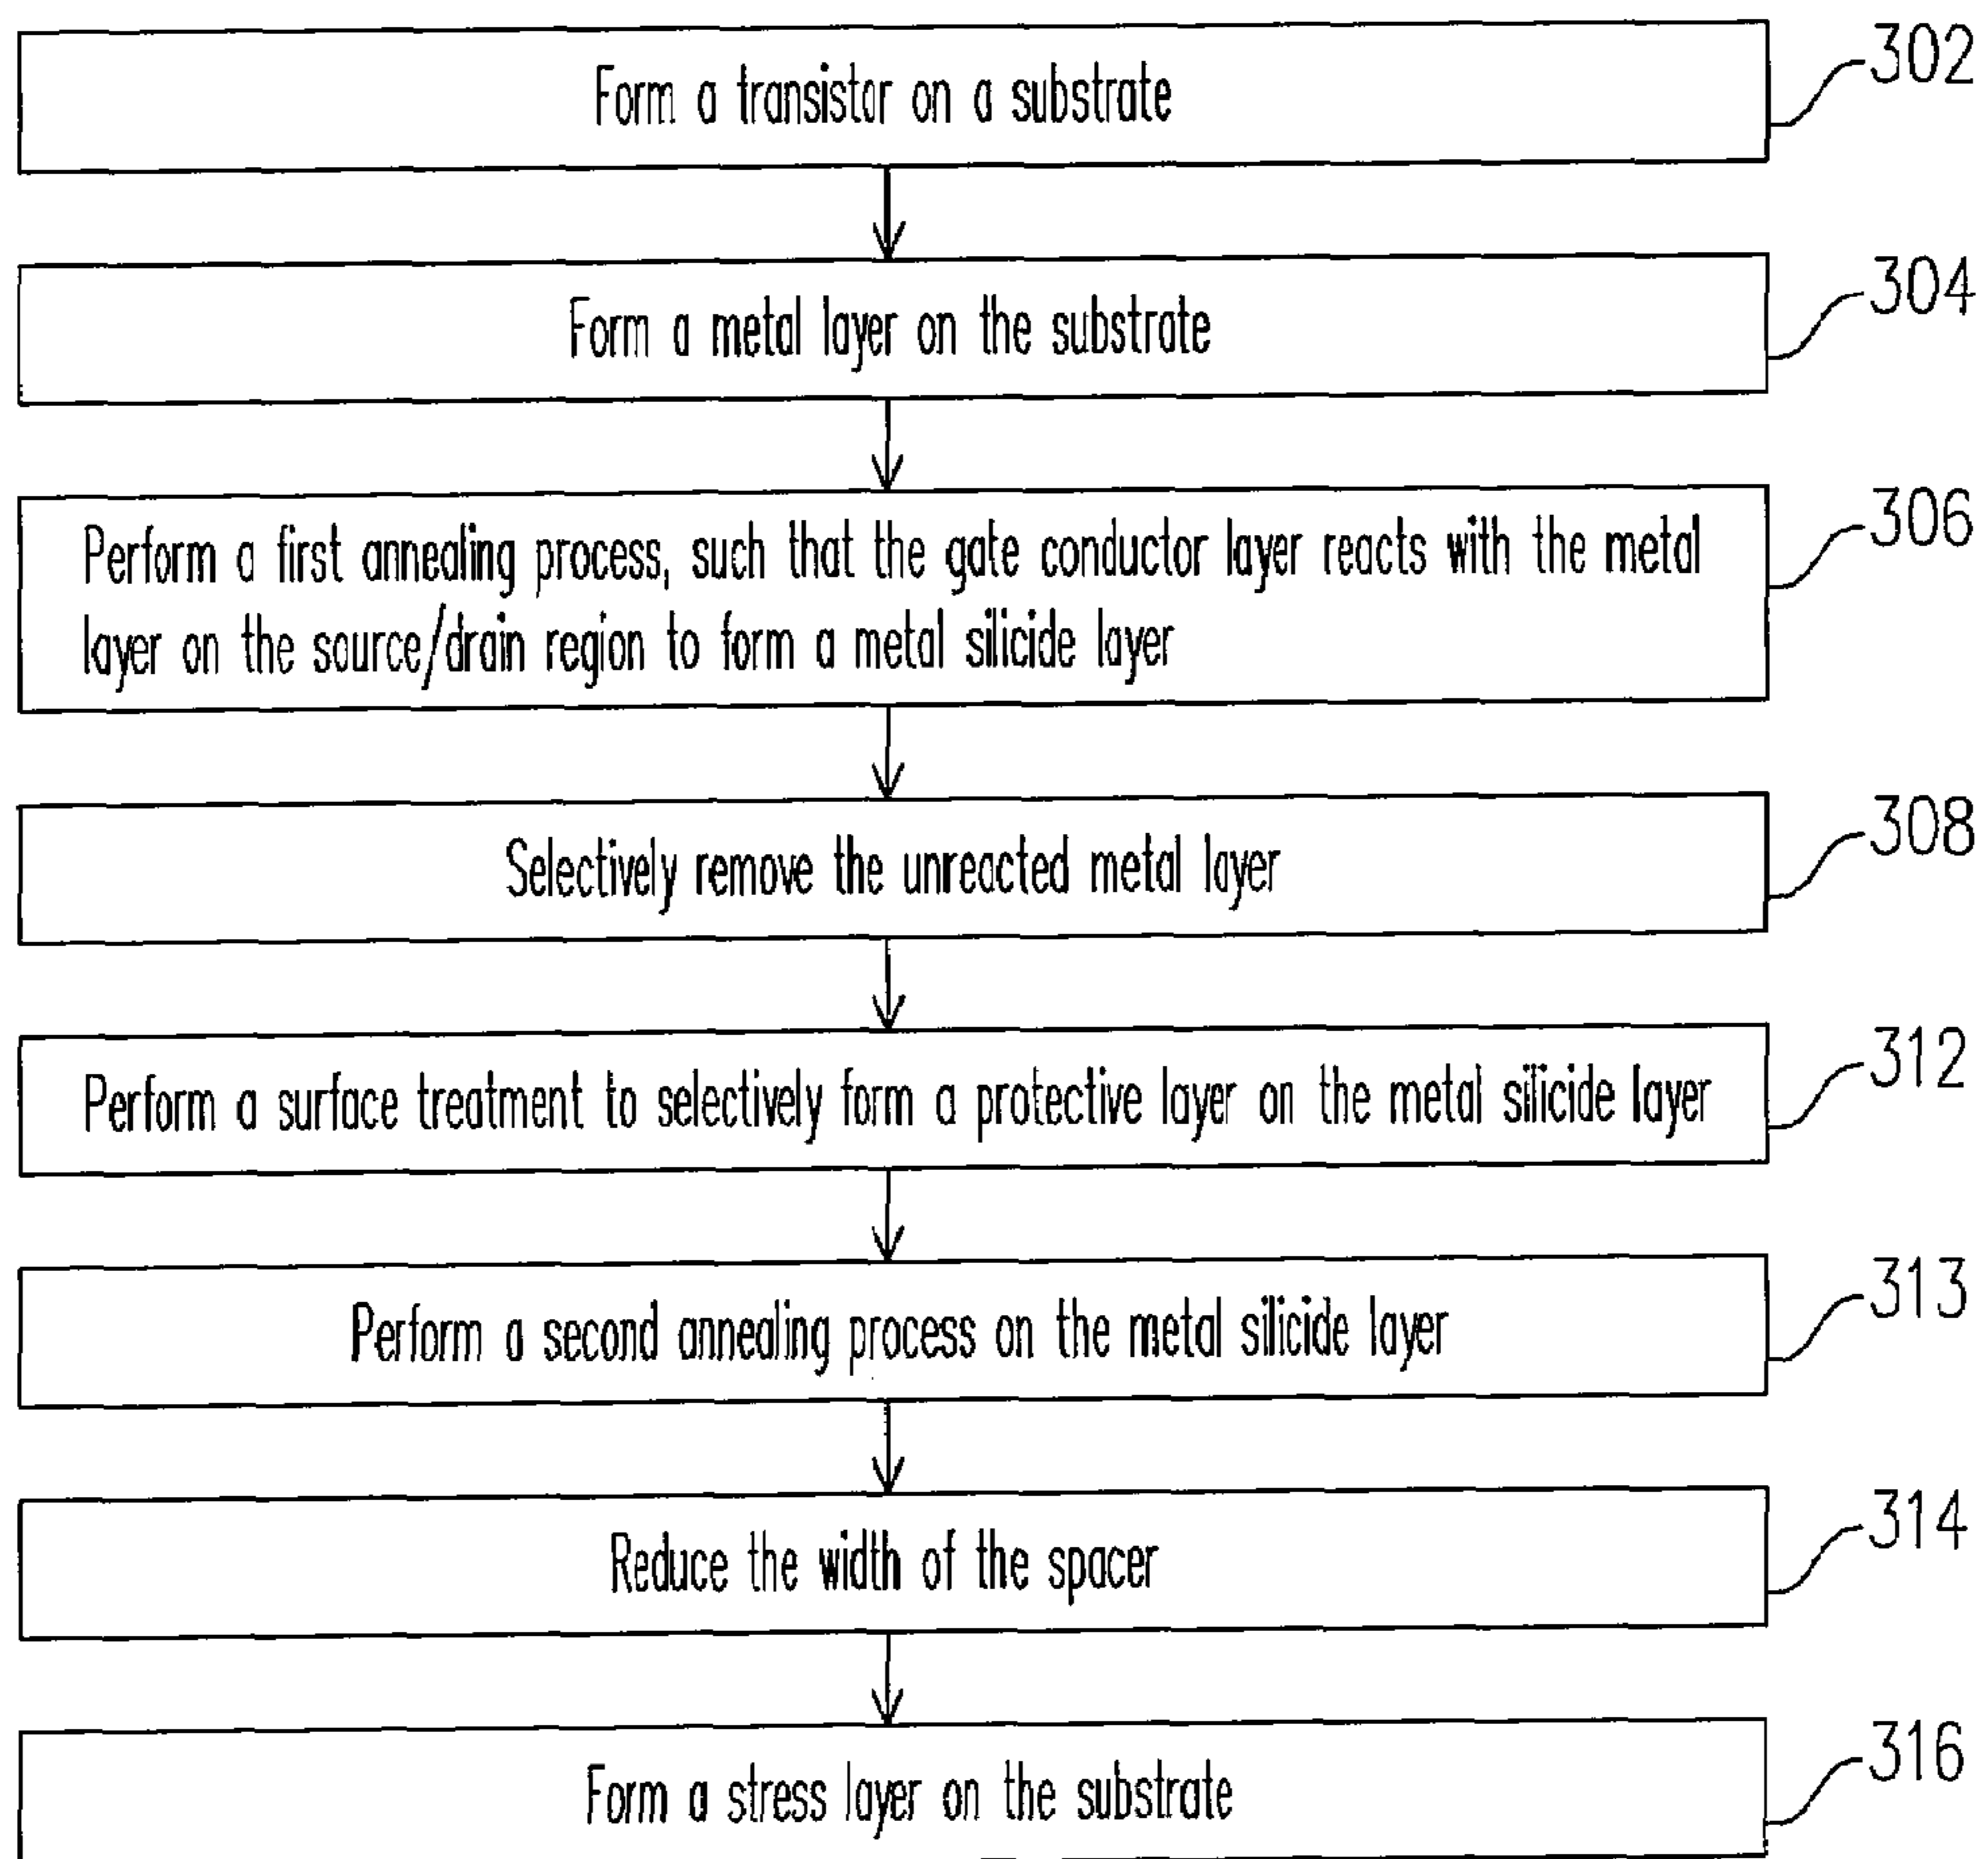 Form a transistor on a substrate
302
Form a metal layer on the substrate
304
Perform a first annealing process, such that the gate conductor layer reacts with the metal
layer on the source/drain region to form a metal silicide layer
306
Selectively remove the unreacted metal layer
308
Perform a surface treatment to selectively form a protective layer on the metal silicide layer
312
Perform a second annealing process on the metal silicide layer
313
Reduce the width of the spacer
314
Form a stress layer on the substrate
316